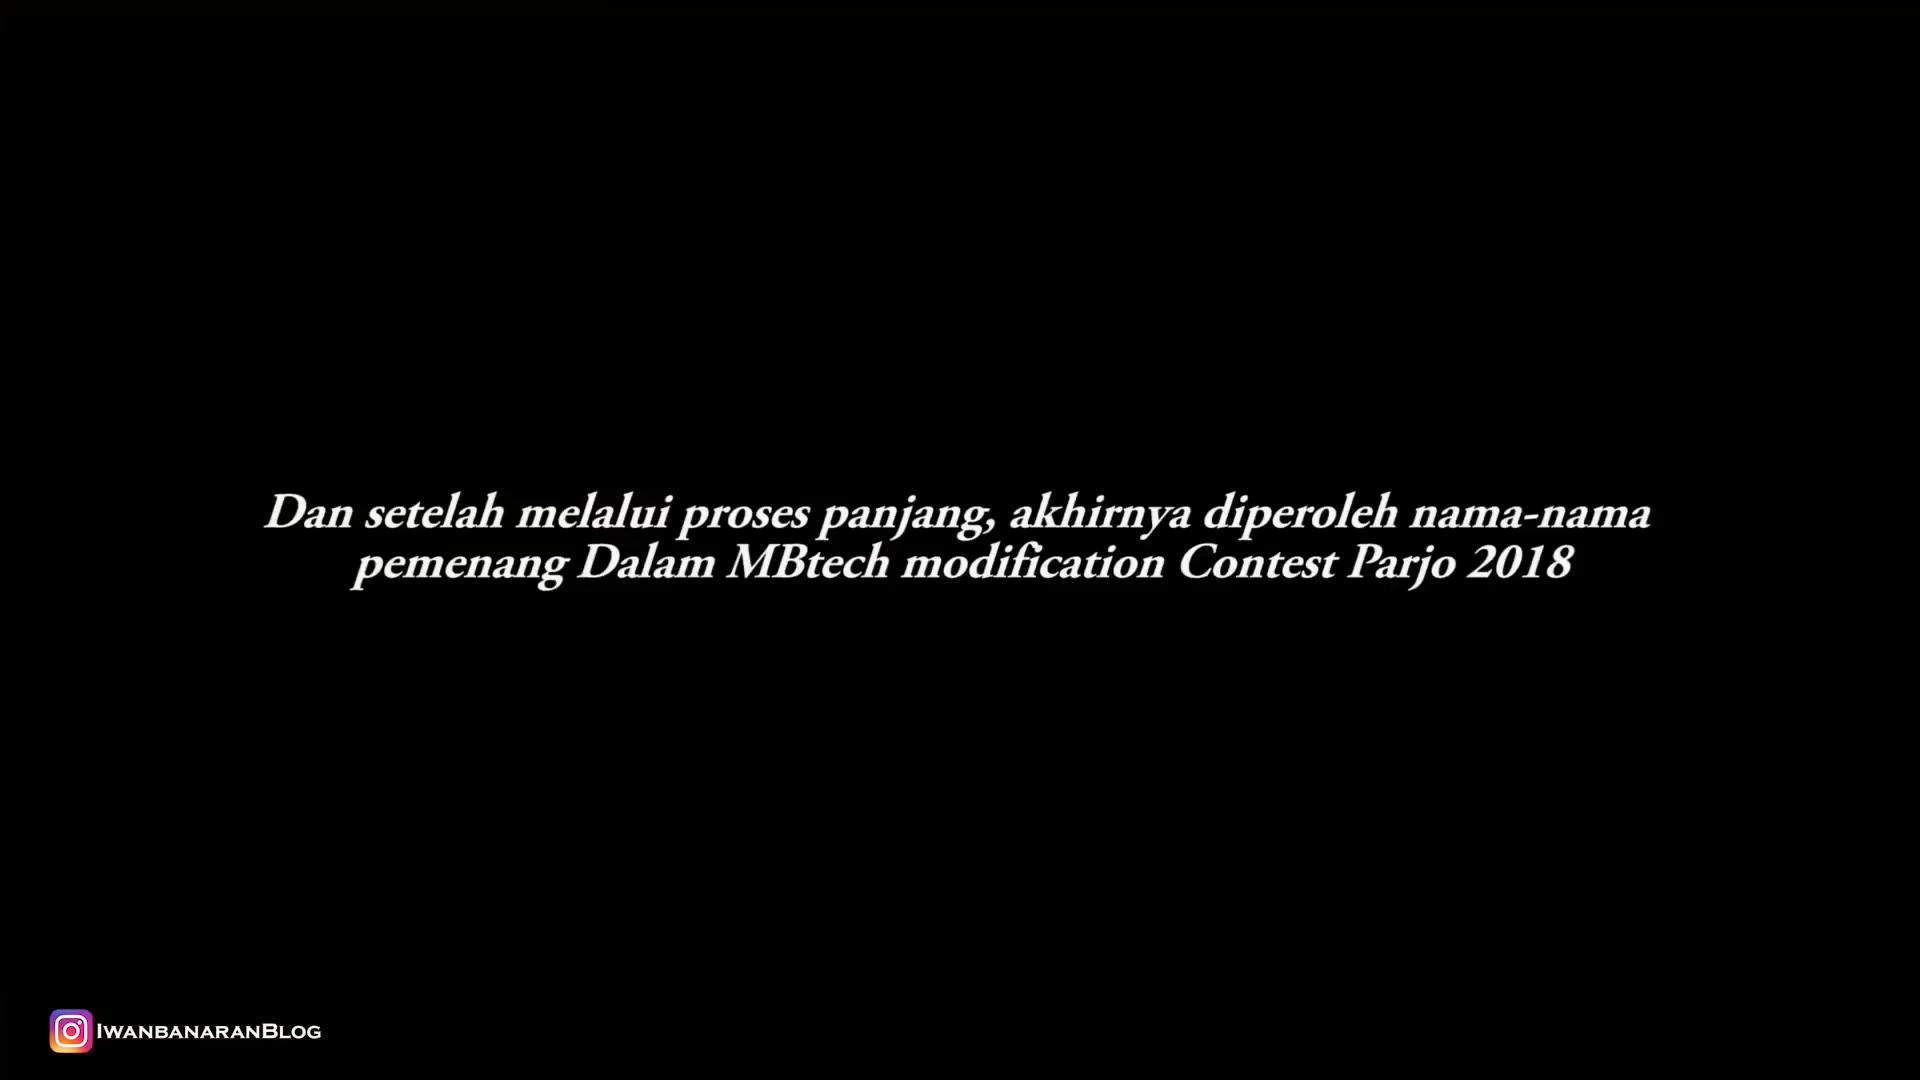 Dan setelah melalui proses panjang, akhirnya diperoleh nama-nama
pemenang Dalam MBtech modification Contest Parjo 2018
IwanbanaranBlog